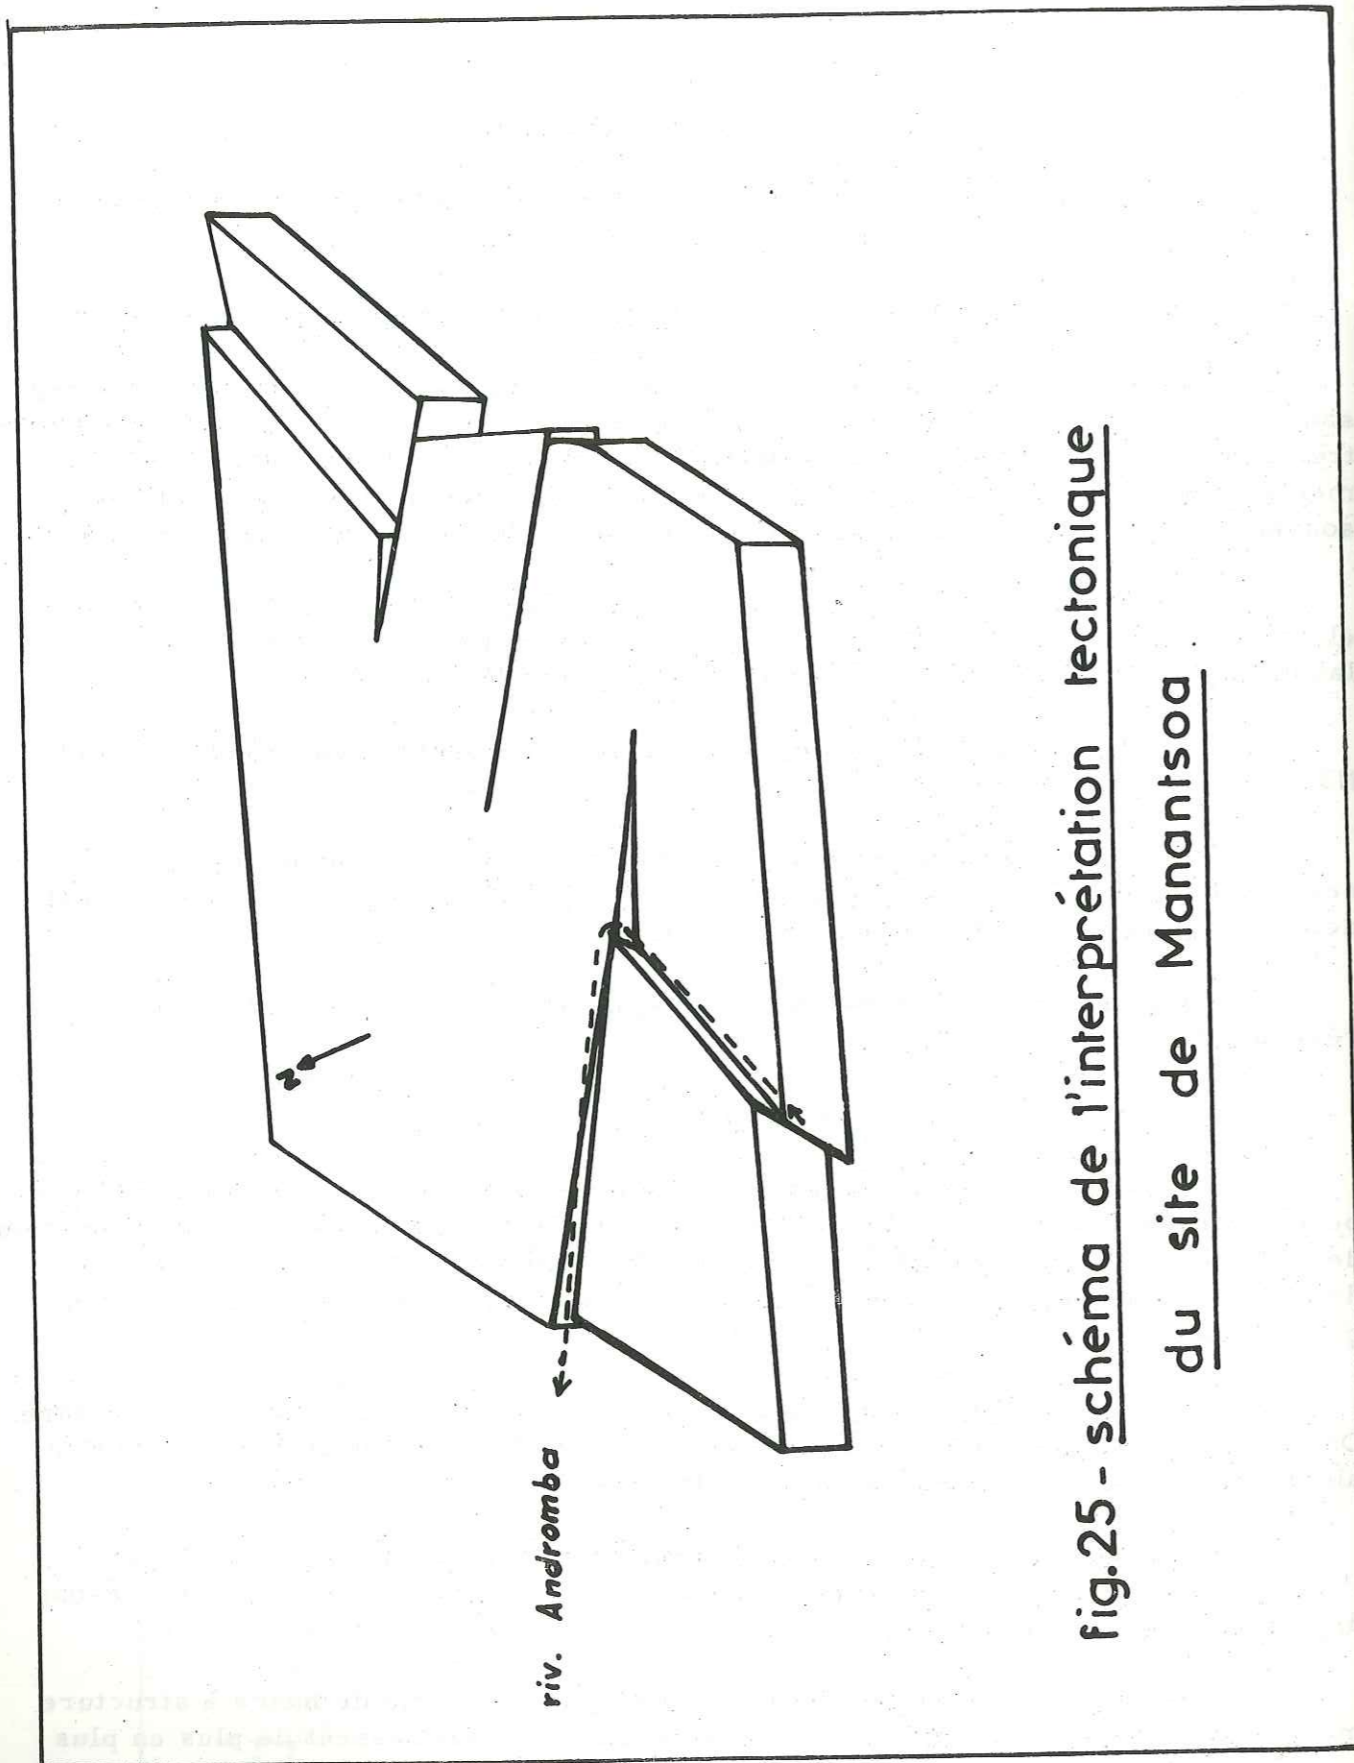 N
riv. Andromba
fig.25 - schéma de l'interprétation tectonique
du site de Manantsoa